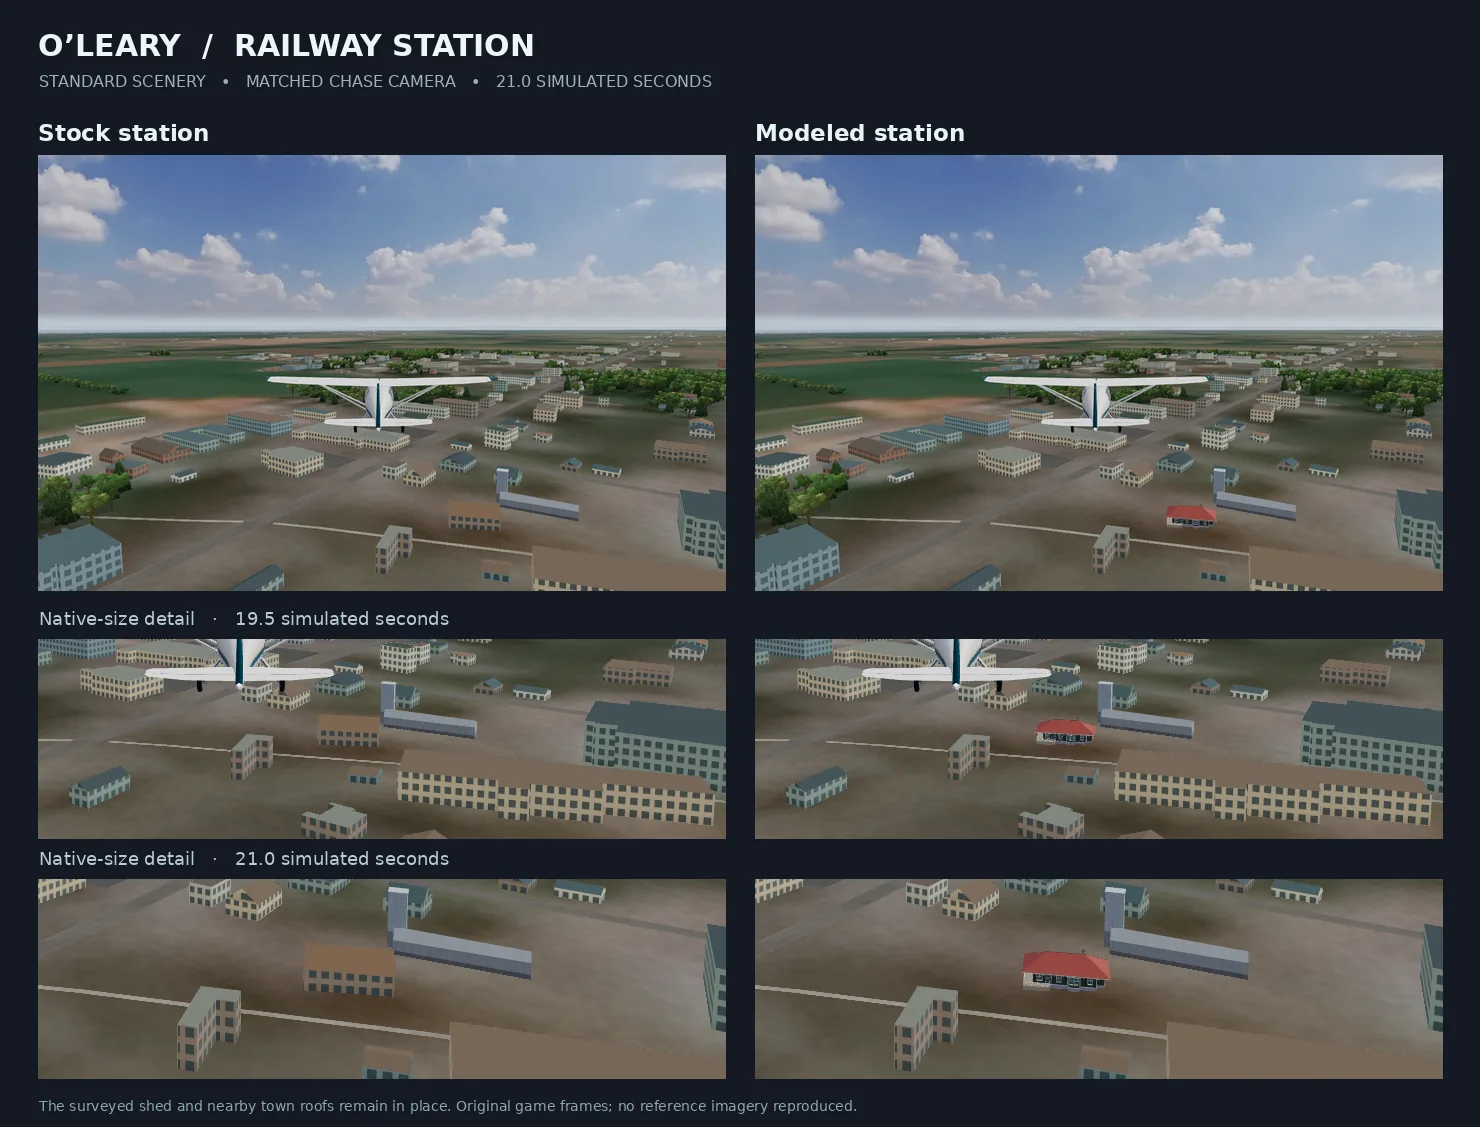 O’LEARY / RAILWAY STATION
STANDARD SCENERY • MATCHED CHASE CAMERA • 21.0 SIMULATED SECONDS
Stock station
Modeled station
Native-size detail · 19.5 simulated seconds
Native-size detail · 21.0 simulated seconds
The surveyed shed and nearby town roofs remain in place. Original game frames; no reference imagery reproduced.